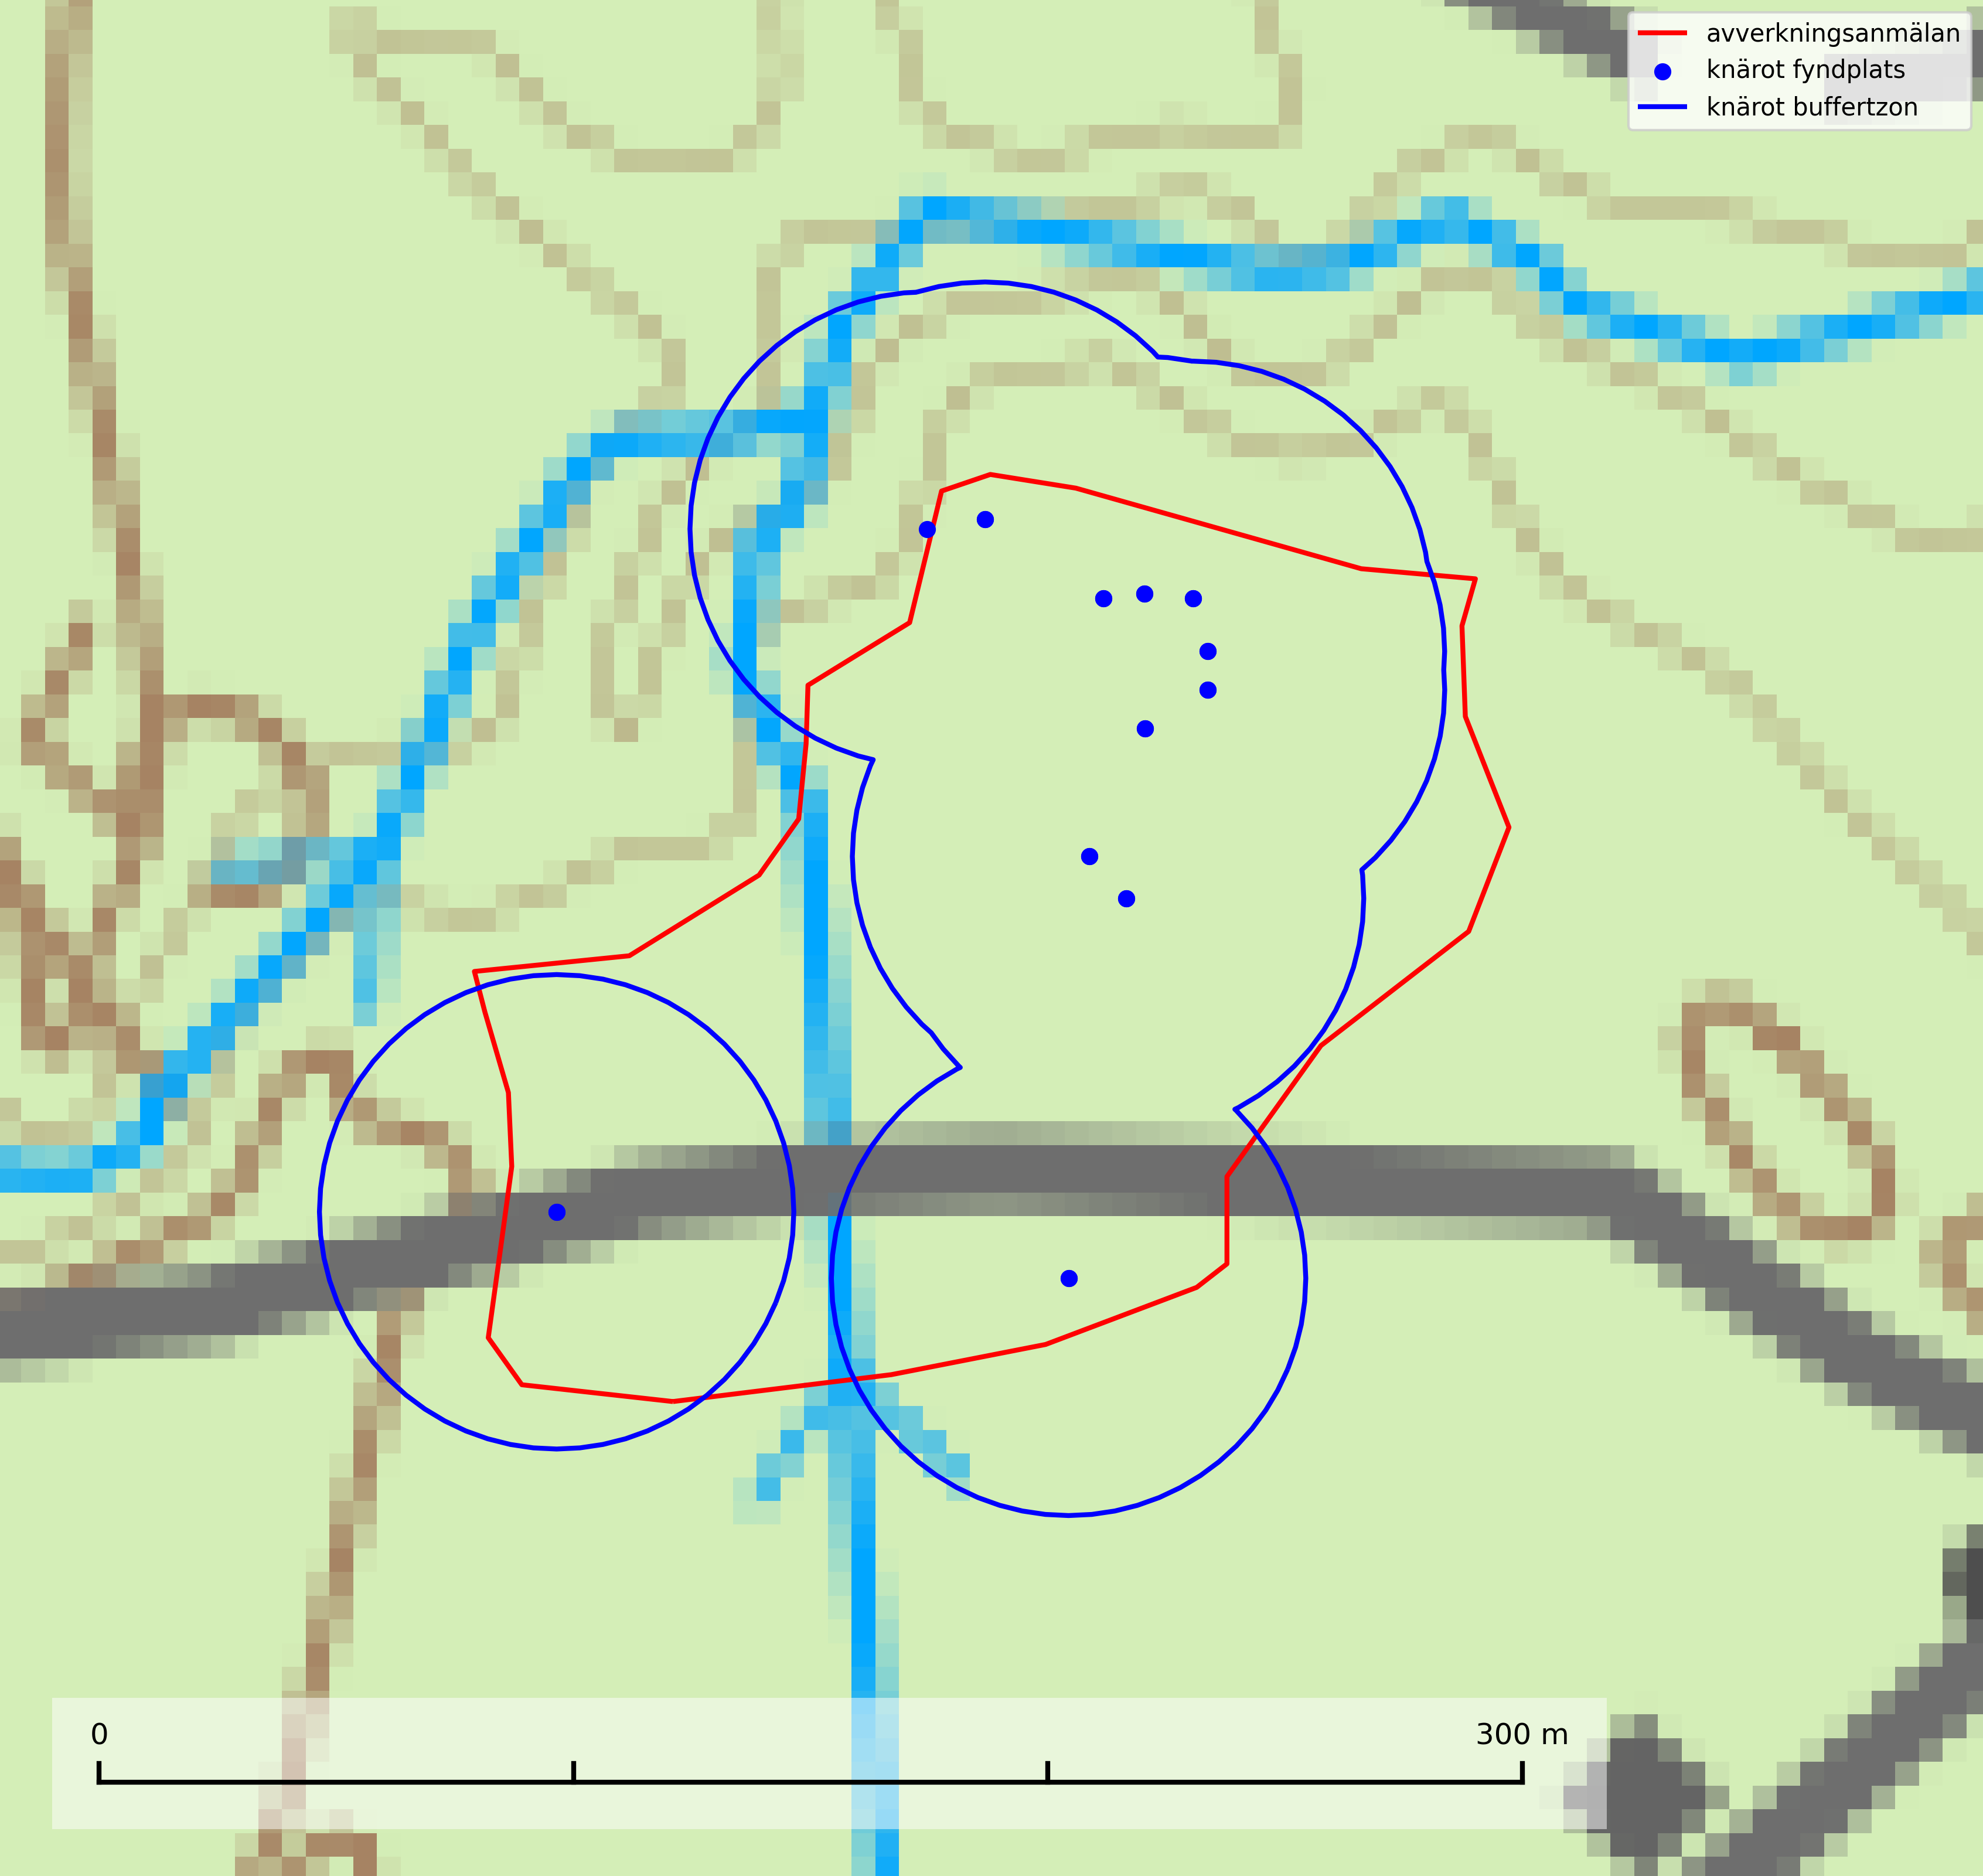 avverkningsanmälan
knärot fyndplats
knärot buffertzon
0
300 m